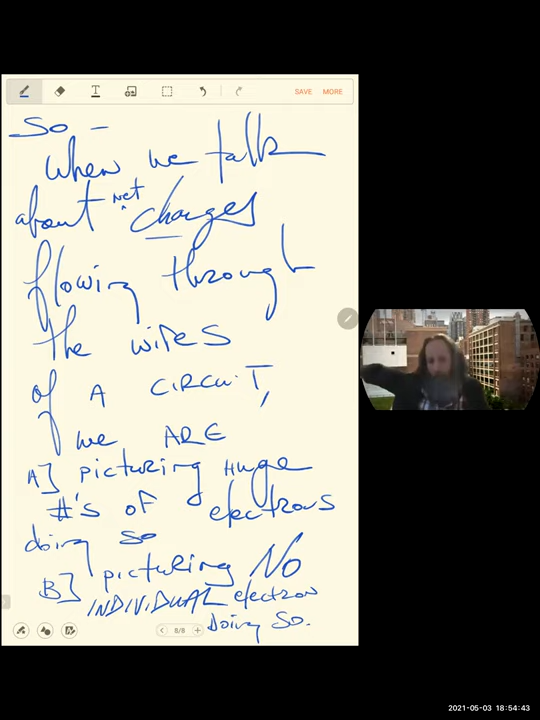 SAVE MORE
So -
when we talk
about net charges
flowing through
the wires
of A CIRCUIT,
we ARE
A] picturing HUGE
#'s OF electrons
doing so
B] picturing NO
INDIVIDUAL electron
Doing So.
8/8
2021-05-03 18:54:43